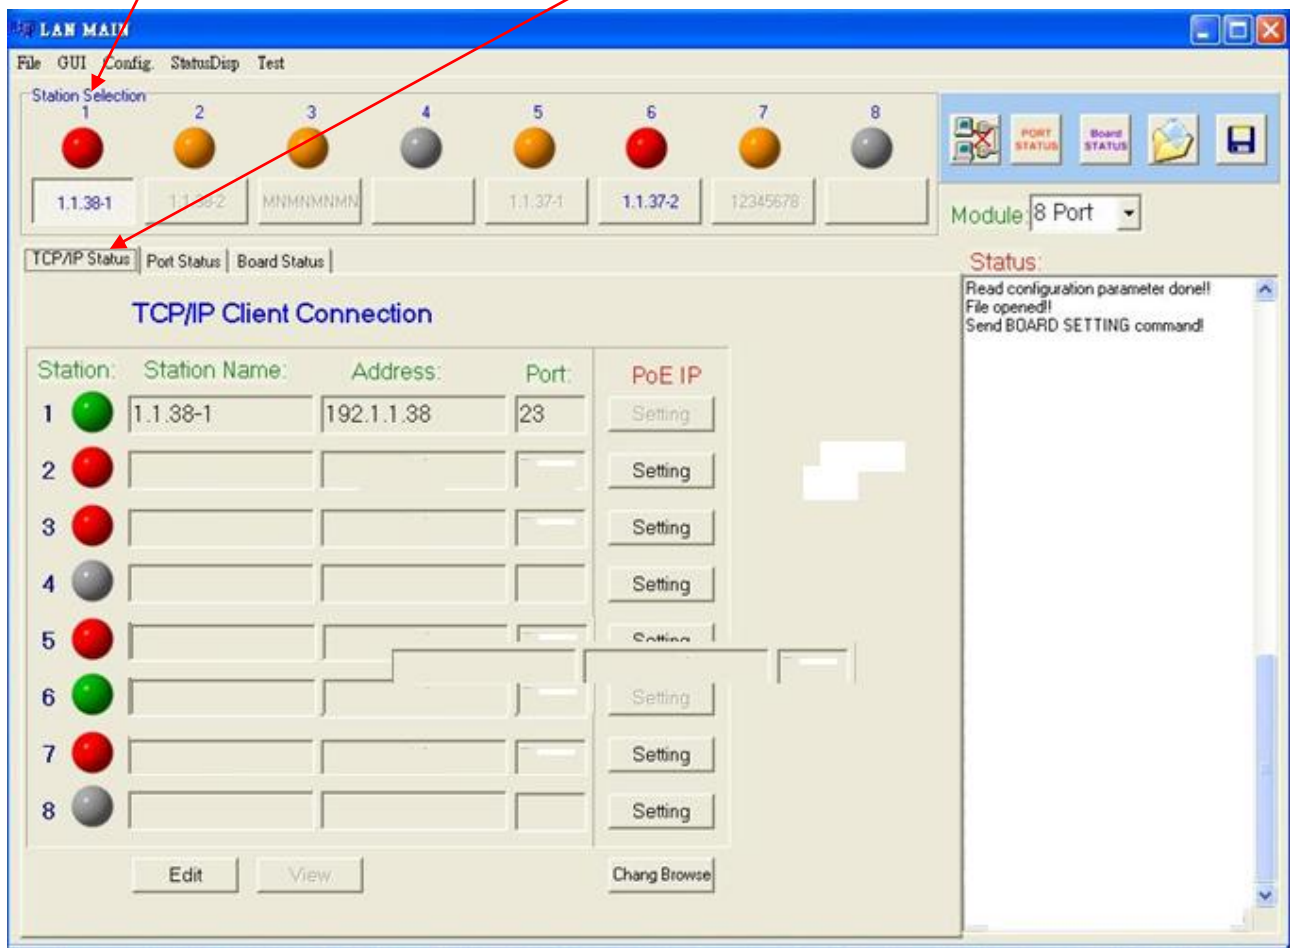 LAN MAIN
File GUI Config. StatusDisp Test
Station Selection
1 2 3 4 5 6 7 8
PORT STATUS
Board STATUS
1.1.38-1 1.1.38-2 MNMNMNMN 1.1.37-1 1.1.37-2 12345678
Module: 8 Port
TCP/IP Status Port Status Board Status
Status:
Read configuration parameter done!!
File opened!!
Send BOARD SETTING command!
TCP/IP Client Connection
Station: Station Name: Address: Port: PoE IP
1 1.1.38-1 192.1.1.38 23 Setting
2 Setting
3 Setting
4 Setting
5 Setting
6 Setting
7 Setting
8 Setting
Edit View Chang Browse